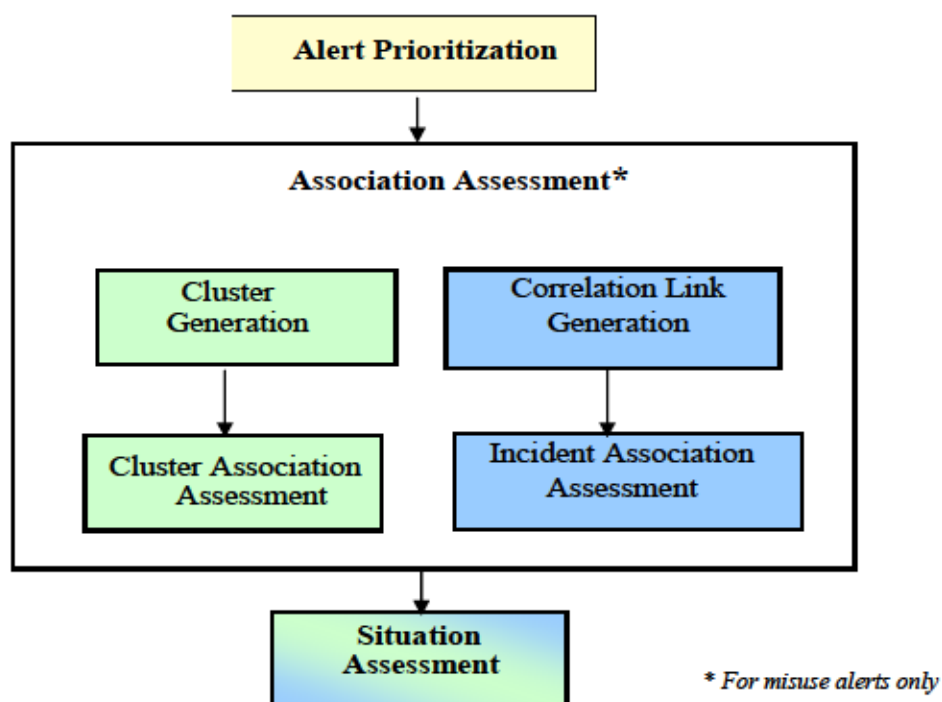 Alert Prioritization
Association Assessment*
Cluster
Generation
Correlation Link
Generation
Cluster Association
Assessment
Incident Association
Assessment
Situation
Assessment
* For misuse alerts only